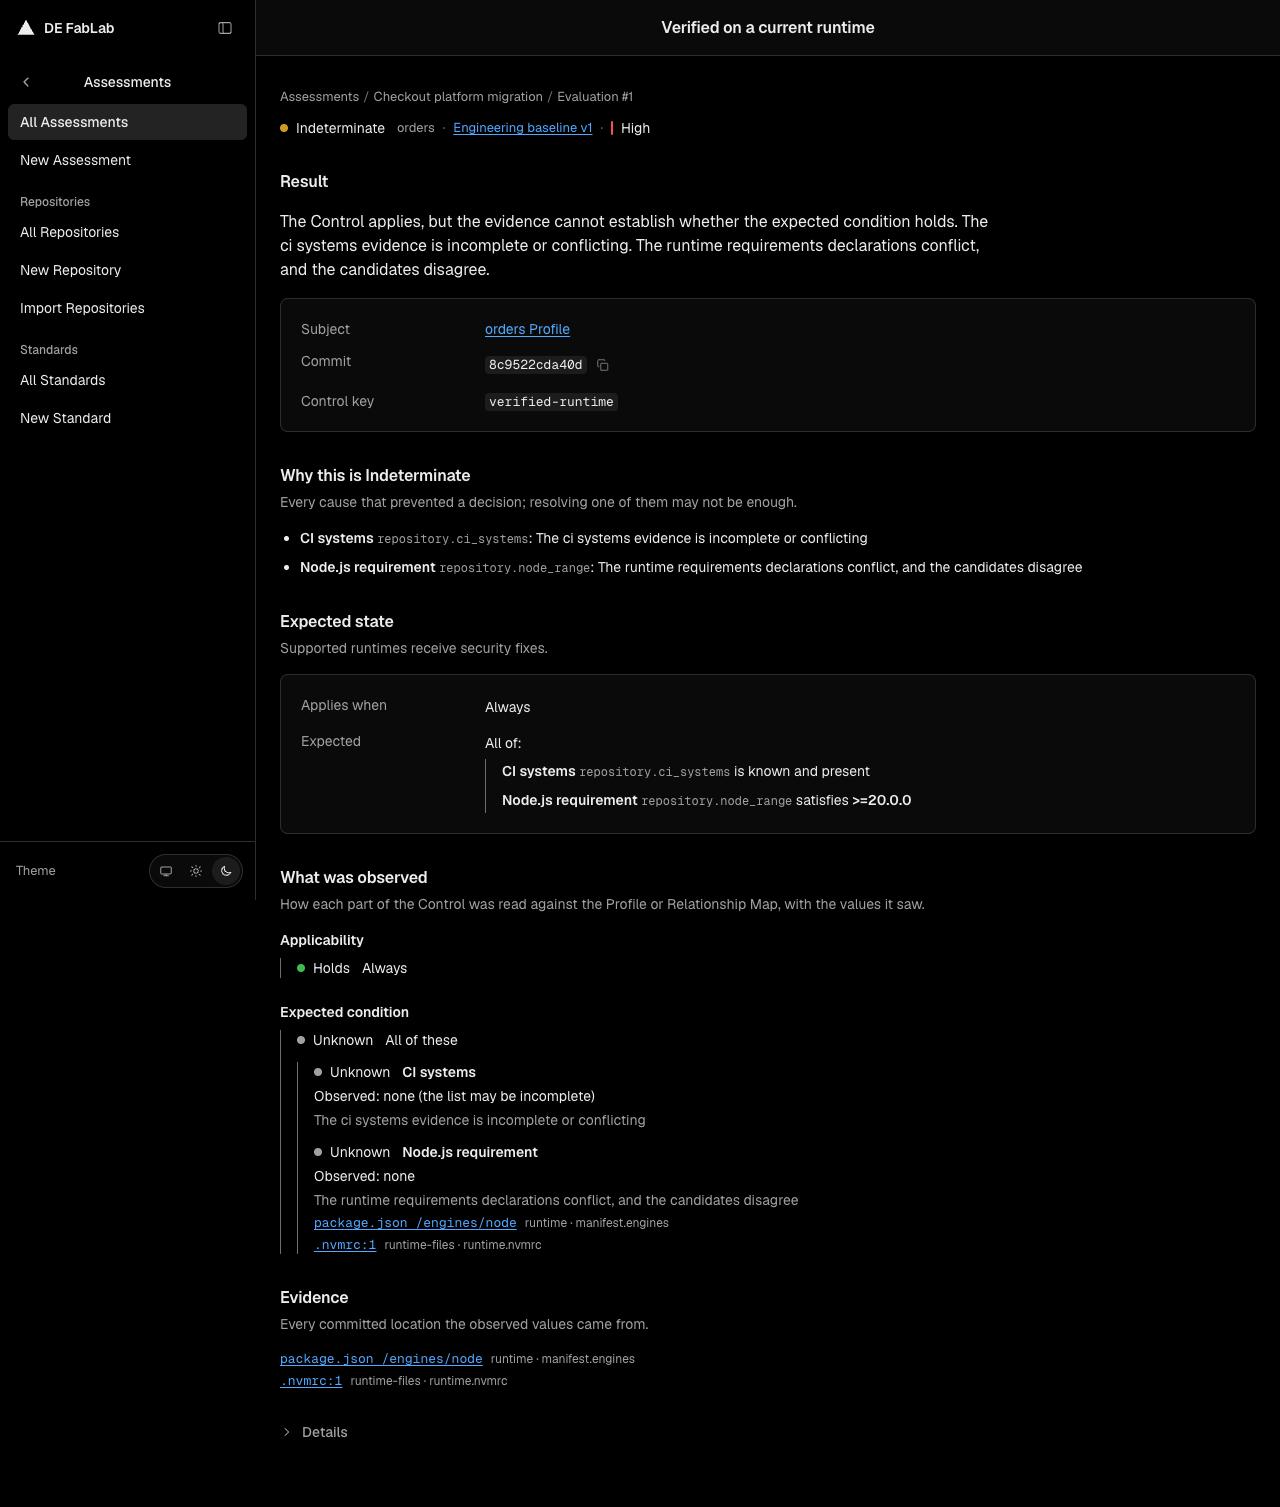 DE FabLab
Assessments
All Assessments
New Assessment
Repositories
All Repositories
New Repository
Import Repositories
Standards
All Standards
New Standard
Theme
Verified on a current runtime
Assessments / Checkout platform migration / Evaluation #1
Indeterminate orders · Engineering baseline v1 · High
Result
The Control applies, but the evidence cannot establish whether the expected condition holds. The
ci systems evidence is incomplete or conflicting. The runtime requirements declarations conflict,
and the candidates disagree.
Subject orders Profile
Commit 8c9522cda40d
Control key verified-runtime
Why this is Indeterminate
Every cause that prevented a decision; resolving one of them may not be enough.
• CI systems repository.ci_systems: The ci systems evidence is incomplete or conflicting
• Node.js requirement repository.node_range: The runtime requirements declarations conflict, and the candidates disagree
Expected state
Supported runtimes receive security fixes.
Applies when Always
Expected All of:
CI systems repository.ci_systems is known and present
Node.js requirement repository.node_range satisfies >=20.0.0
What was observed
How each part of the Control was read against the Profile or Relationship Map, with the values it saw.
Applicability
Holds Always
Expected condition
Unknown All of these
Unknown CI systems
Observed: none (the list may be incomplete)
The ci systems evidence is incomplete or conflicting
Unknown Node.js requirement
Observed: none
The runtime requirements declarations conflict, and the candidates disagree
package.json /engines/node runtime · manifest.engines
.nvmrc:1 runtime-files · runtime.nvmrc
Evidence
Every committed location the observed values came from.
package.json /engines/node runtime · manifest.engines
.nvmrc:1 runtime-files · runtime.nvmrc
Details